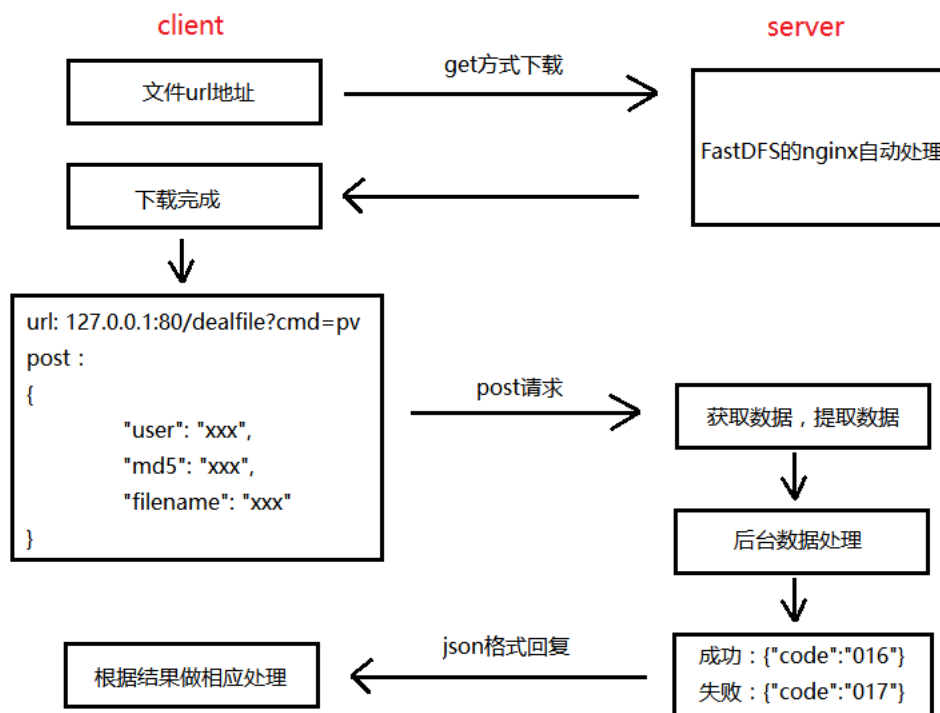 client
server
文件url地址
get方式下载
FastDFS的nginx自动处理
下载完成
url: 127.0.0.1:80/dealfile?cmd=pv
post：
{
"user": "xxx",
"md5": "xxx",
"filename": "xxx"
}
post请求
获取数据，提取数据
后台数据处理
成功：{"code":"016"}
失败：{"code":"017"}
json格式回复
根据结果做相应处理